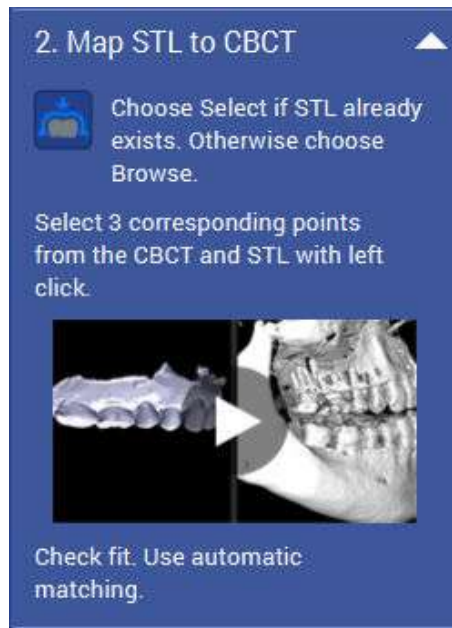 2. Map STL to CBCT
Choose Select if STL already
exists. Otherwise choose
Browse.
Select 3 corresponding points
from the CBCT and STL with left
click.
Check fit. Use automatic
matching.